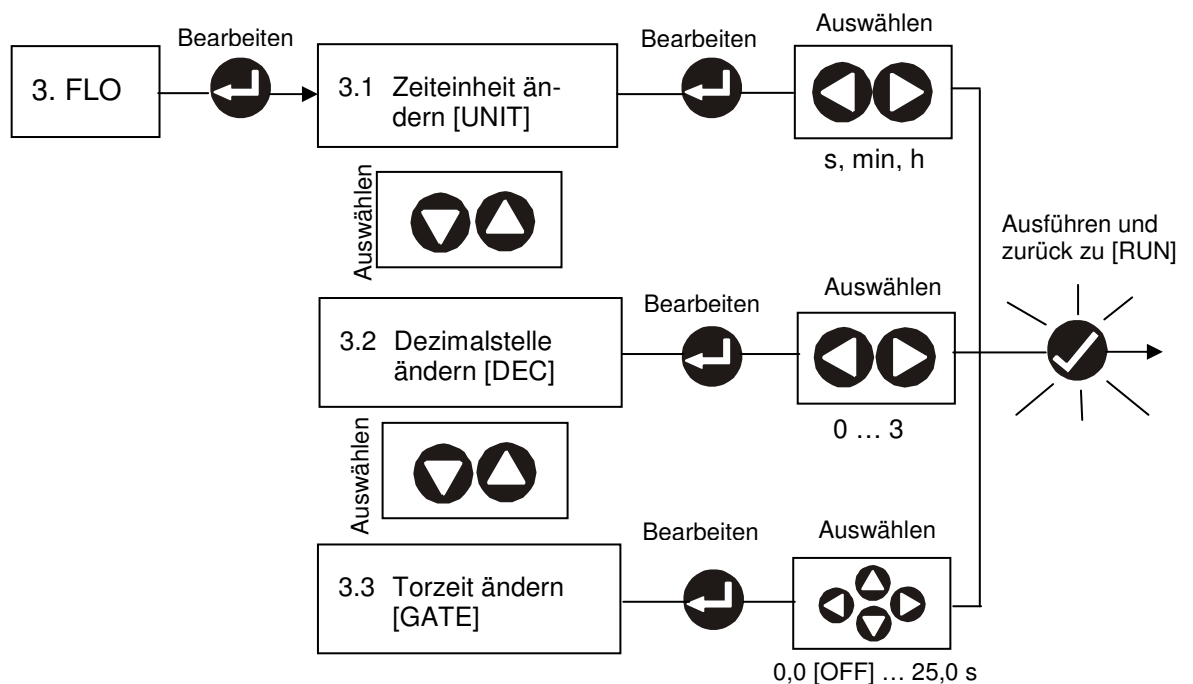 Bearbeiten
Bearbeiten
Auswählen
3. FLO
3.1 Zeiteinheit än-
dern [UNIT]
s, min, h
Auswählen
Ausführen und
zurück zu [RUN]
Bearbeiten
Auswählen
3.2 Dezimalstelle
ändern [DEC]
0 … 3
Auswählen
Bearbeiten
Auswählen
3.3 Torzeit ändern
[GATE]
0,0 [OFF] … 25,0 s